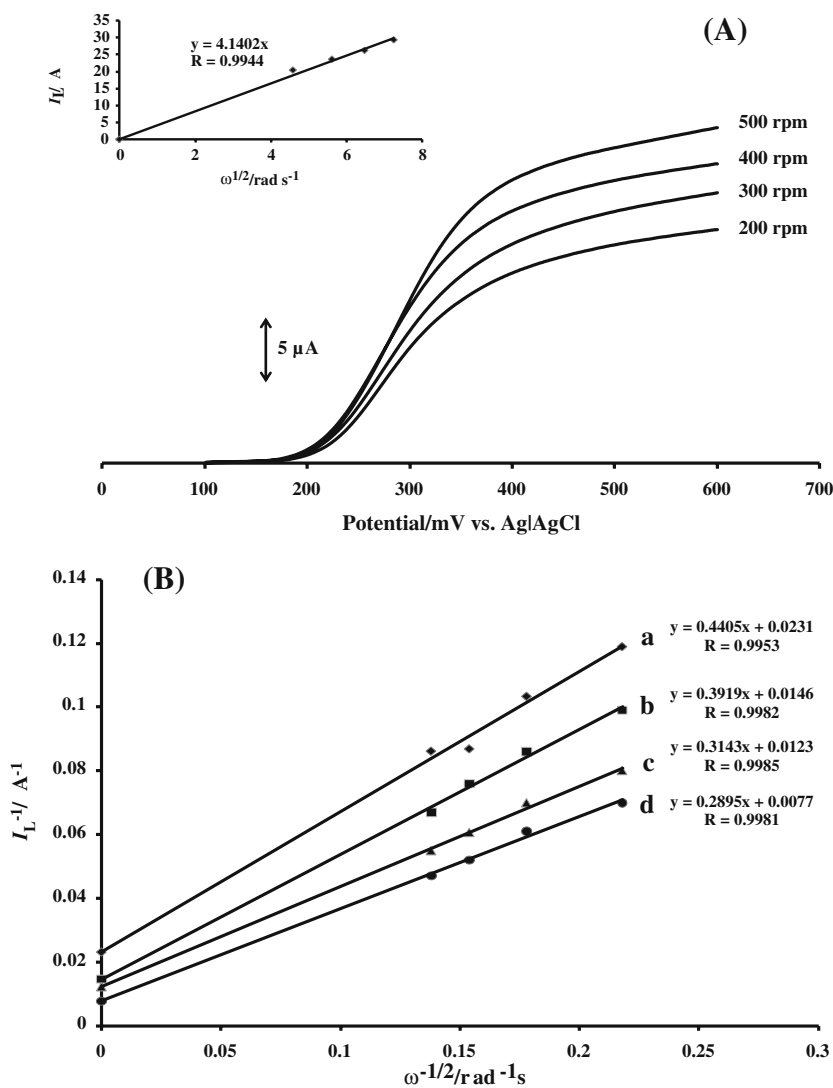 (A)
35
30
25
20
15
10
5
0
I_L/ A
y = 4.1402x
R = 0.9944
0 2 4 6 8
ω^1/2/rad s^-1
500 rpm
400 rpm
300 rpm
200 rpm
5 µA
0 100 200 300 400 500 600 700
Potential/mV vs. Ag|AgCl
(B)
0.14
0.12
0.1
0.08
0.06
0.04
0.02
0
I_L^-1/ A^-1
a y = 0.4405x + 0.0231
R = 0.9953
b y = 0.3919x + 0.0146
R = 0.9982
c y = 0.3143x + 0.0123
R = 0.9985
d y = 0.2895x + 0.0077
R = 0.9981
0 0.05 0.1 0.15 0.2 0.25 0.3
ω^-1/2/r ad^-1s